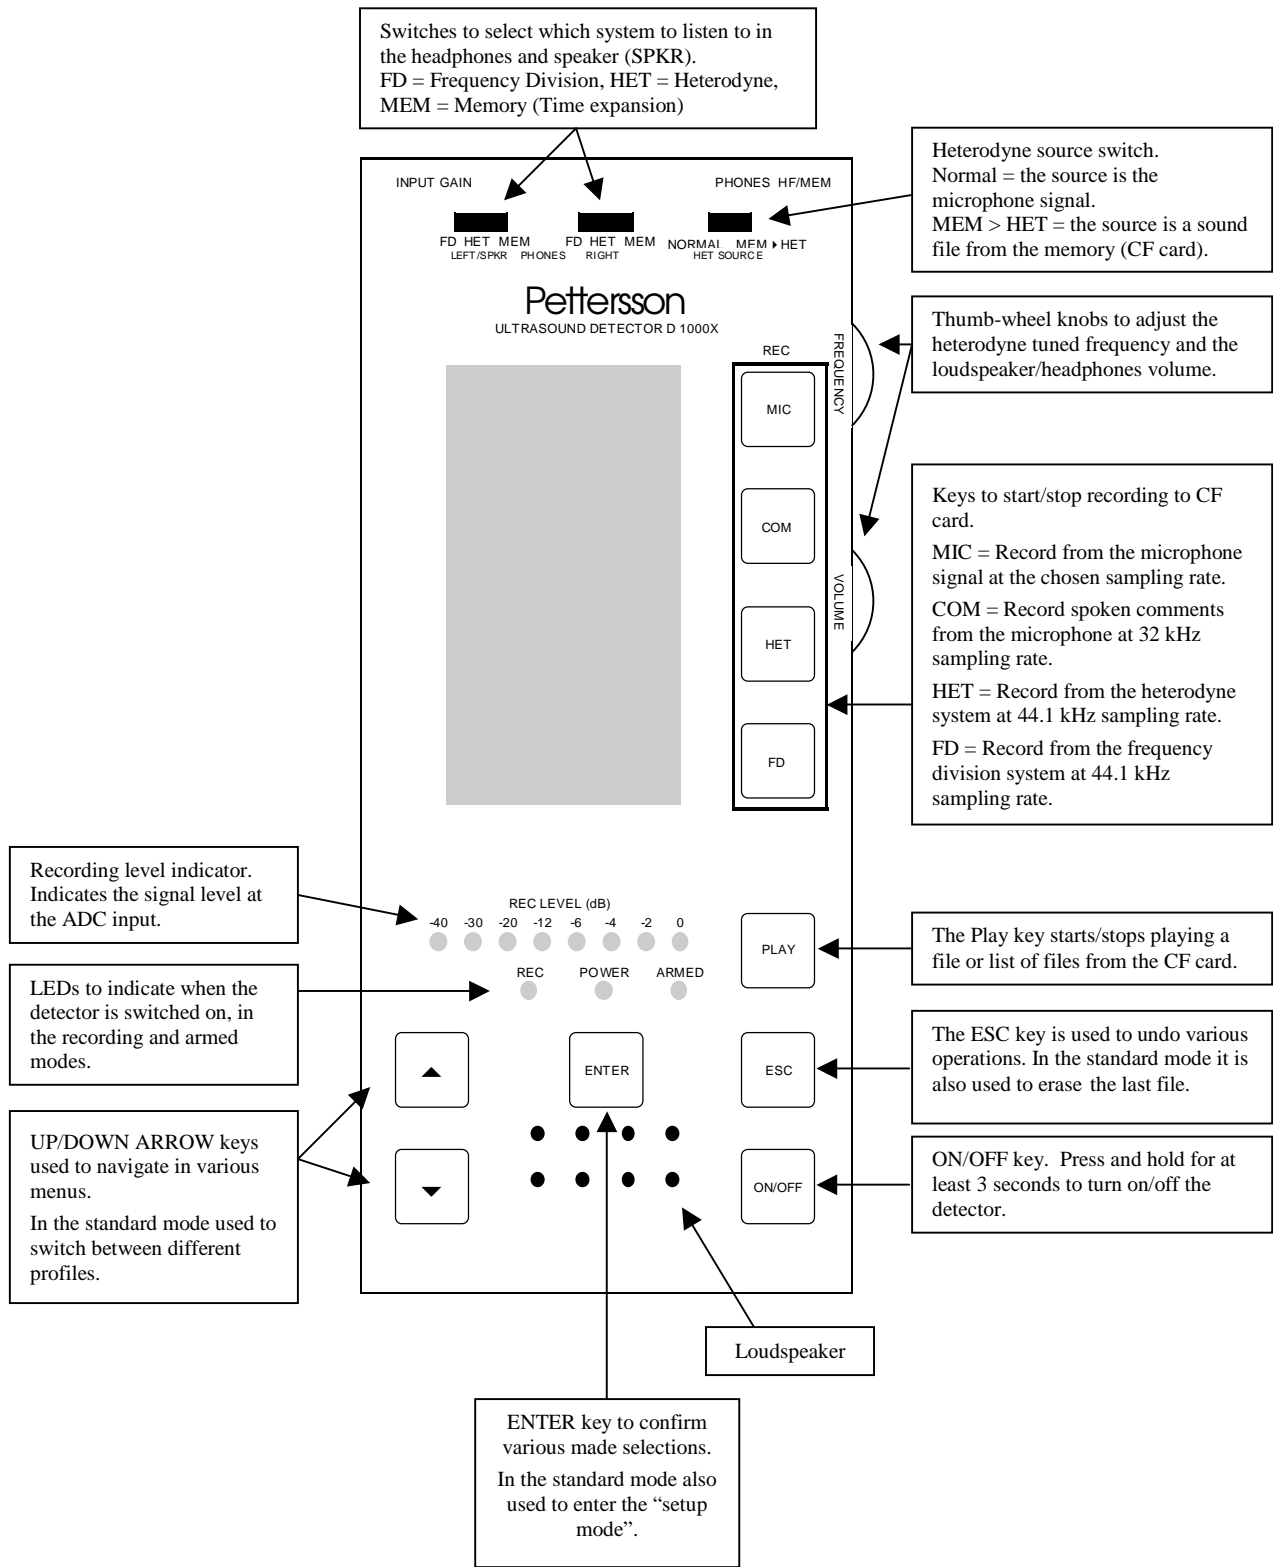 Switches to select which system to listen to in
the headphones and speaker (SPKR).
FD = Frequency Division, HET = Heterodyne,
MEM = Memory (Time expansion)
INPUT GAIN
PHONES HF/MEM
FD HET MEM
FD HET MEM
NORMAL MEM▸HET
LEFT/SPKR PHONES RIGHT
HET SOURCE
Heterodyne source switch.
Normal = the source is the
microphone signal.
MEM > HET = the source is a sound
file from the memory (CF card).
Pettersson
ULTRASOUND DETECTOR D 1000X
Thumb-wheel knobs to adjust the
heterodyne tuned frequency and the
loudspeaker/headphones volume.
REC
FREQUENCY
MIC
COM
VOLUME
HET
FD
Keys to start/stop recording to CF
card.
MIC = Record from the microphone
signal at the chosen sampling rate.
COM = Record spoken comments
from the microphone at 32 kHz
sampling rate.
HET = Record from the heterodyne
system at 44.1 kHz sampling rate.
FD = Record from the frequency
division system at 44.1 kHz
sampling rate.
Recording level indicator.
Indicates the signal level at
the ADC input.
REC LEVEL (dB)
-40 -30 -20 -12 -6 -4 -2 0
REC POWER ARMED
PLAY
The Play key starts/stops playing a
file or list of files from the CF card.
LEDs to indicate when the
detector is switched on, in
the recording and armed
modes.
ENTER
ESC
The ESC key is used to undo various
operations. In the standard mode it is
also used to erase the last file.
UP/DOWN ARROW keys
used to navigate in various
menus.
In the standard mode used to
switch between different
profiles.
ON/OFF
ON/OFF key. Press and hold for at
least 3 seconds to turn on/off the
detector.
Loudspeaker
ENTER key to confirm
various made selections.
In the standard mode also
used to enter the “setup
mode”.